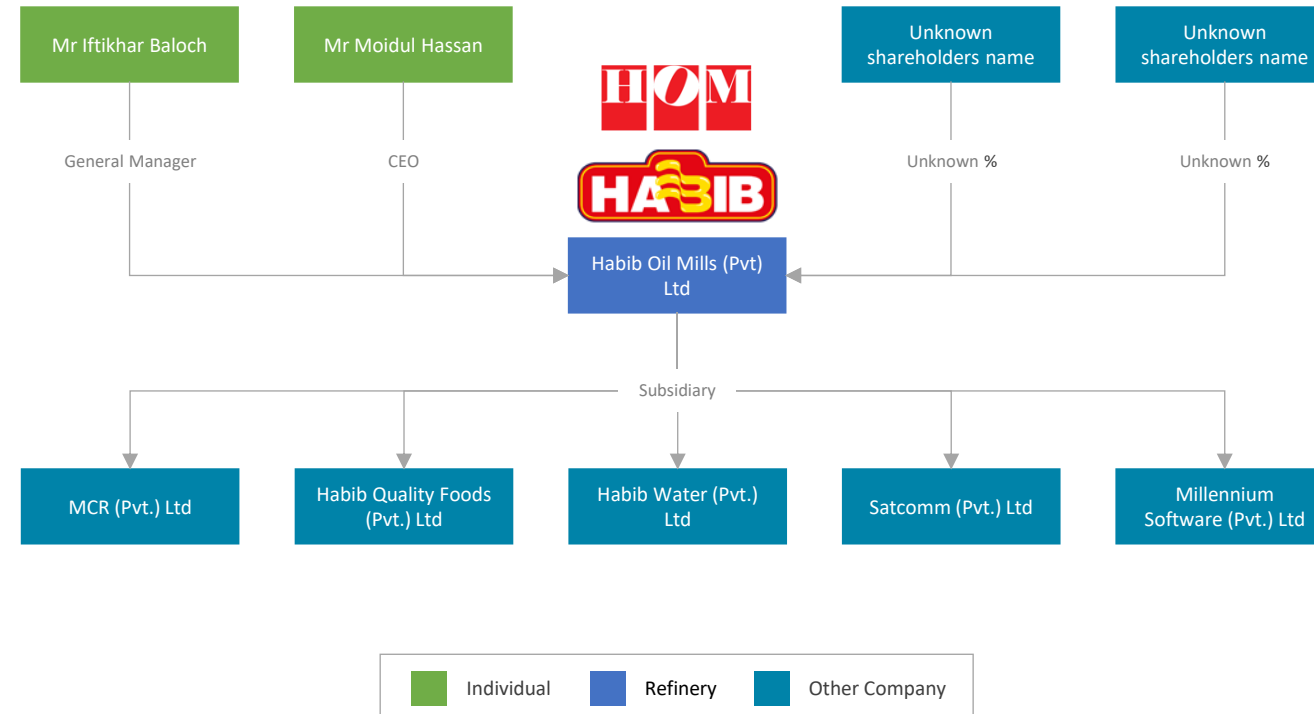 Mr Iftikhar Baloch
Mr Moidul Hassan
Unknown
shareholders name
Unknown
shareholders name
HOM
General Manager
CEO
Unknown %
Unknown %
HABIB
Habib Oil Mills (Pvt)
Ltd
Subsidiary
MCR (Pvt.) Ltd
Habib Quality Foods
(Pvt.) Ltd
Habib Water (Pvt.)
Ltd
Satcomm (Pvt.) Ltd
Millennium
Software (Pvt.) Ltd
Individual
Refinery
Other Company